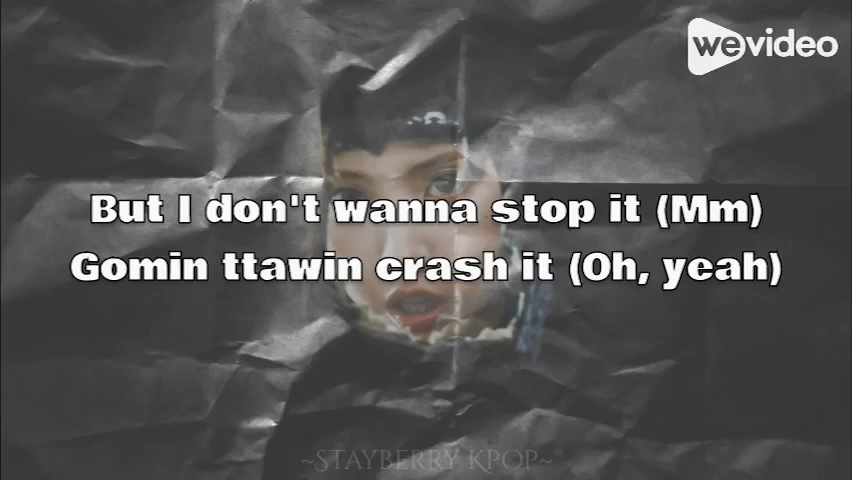 wevideo
But I don't wanna stop it (Mm)
Gomin ttawin crash it (Oh, yeah)
~STAYBERRY KPOP~